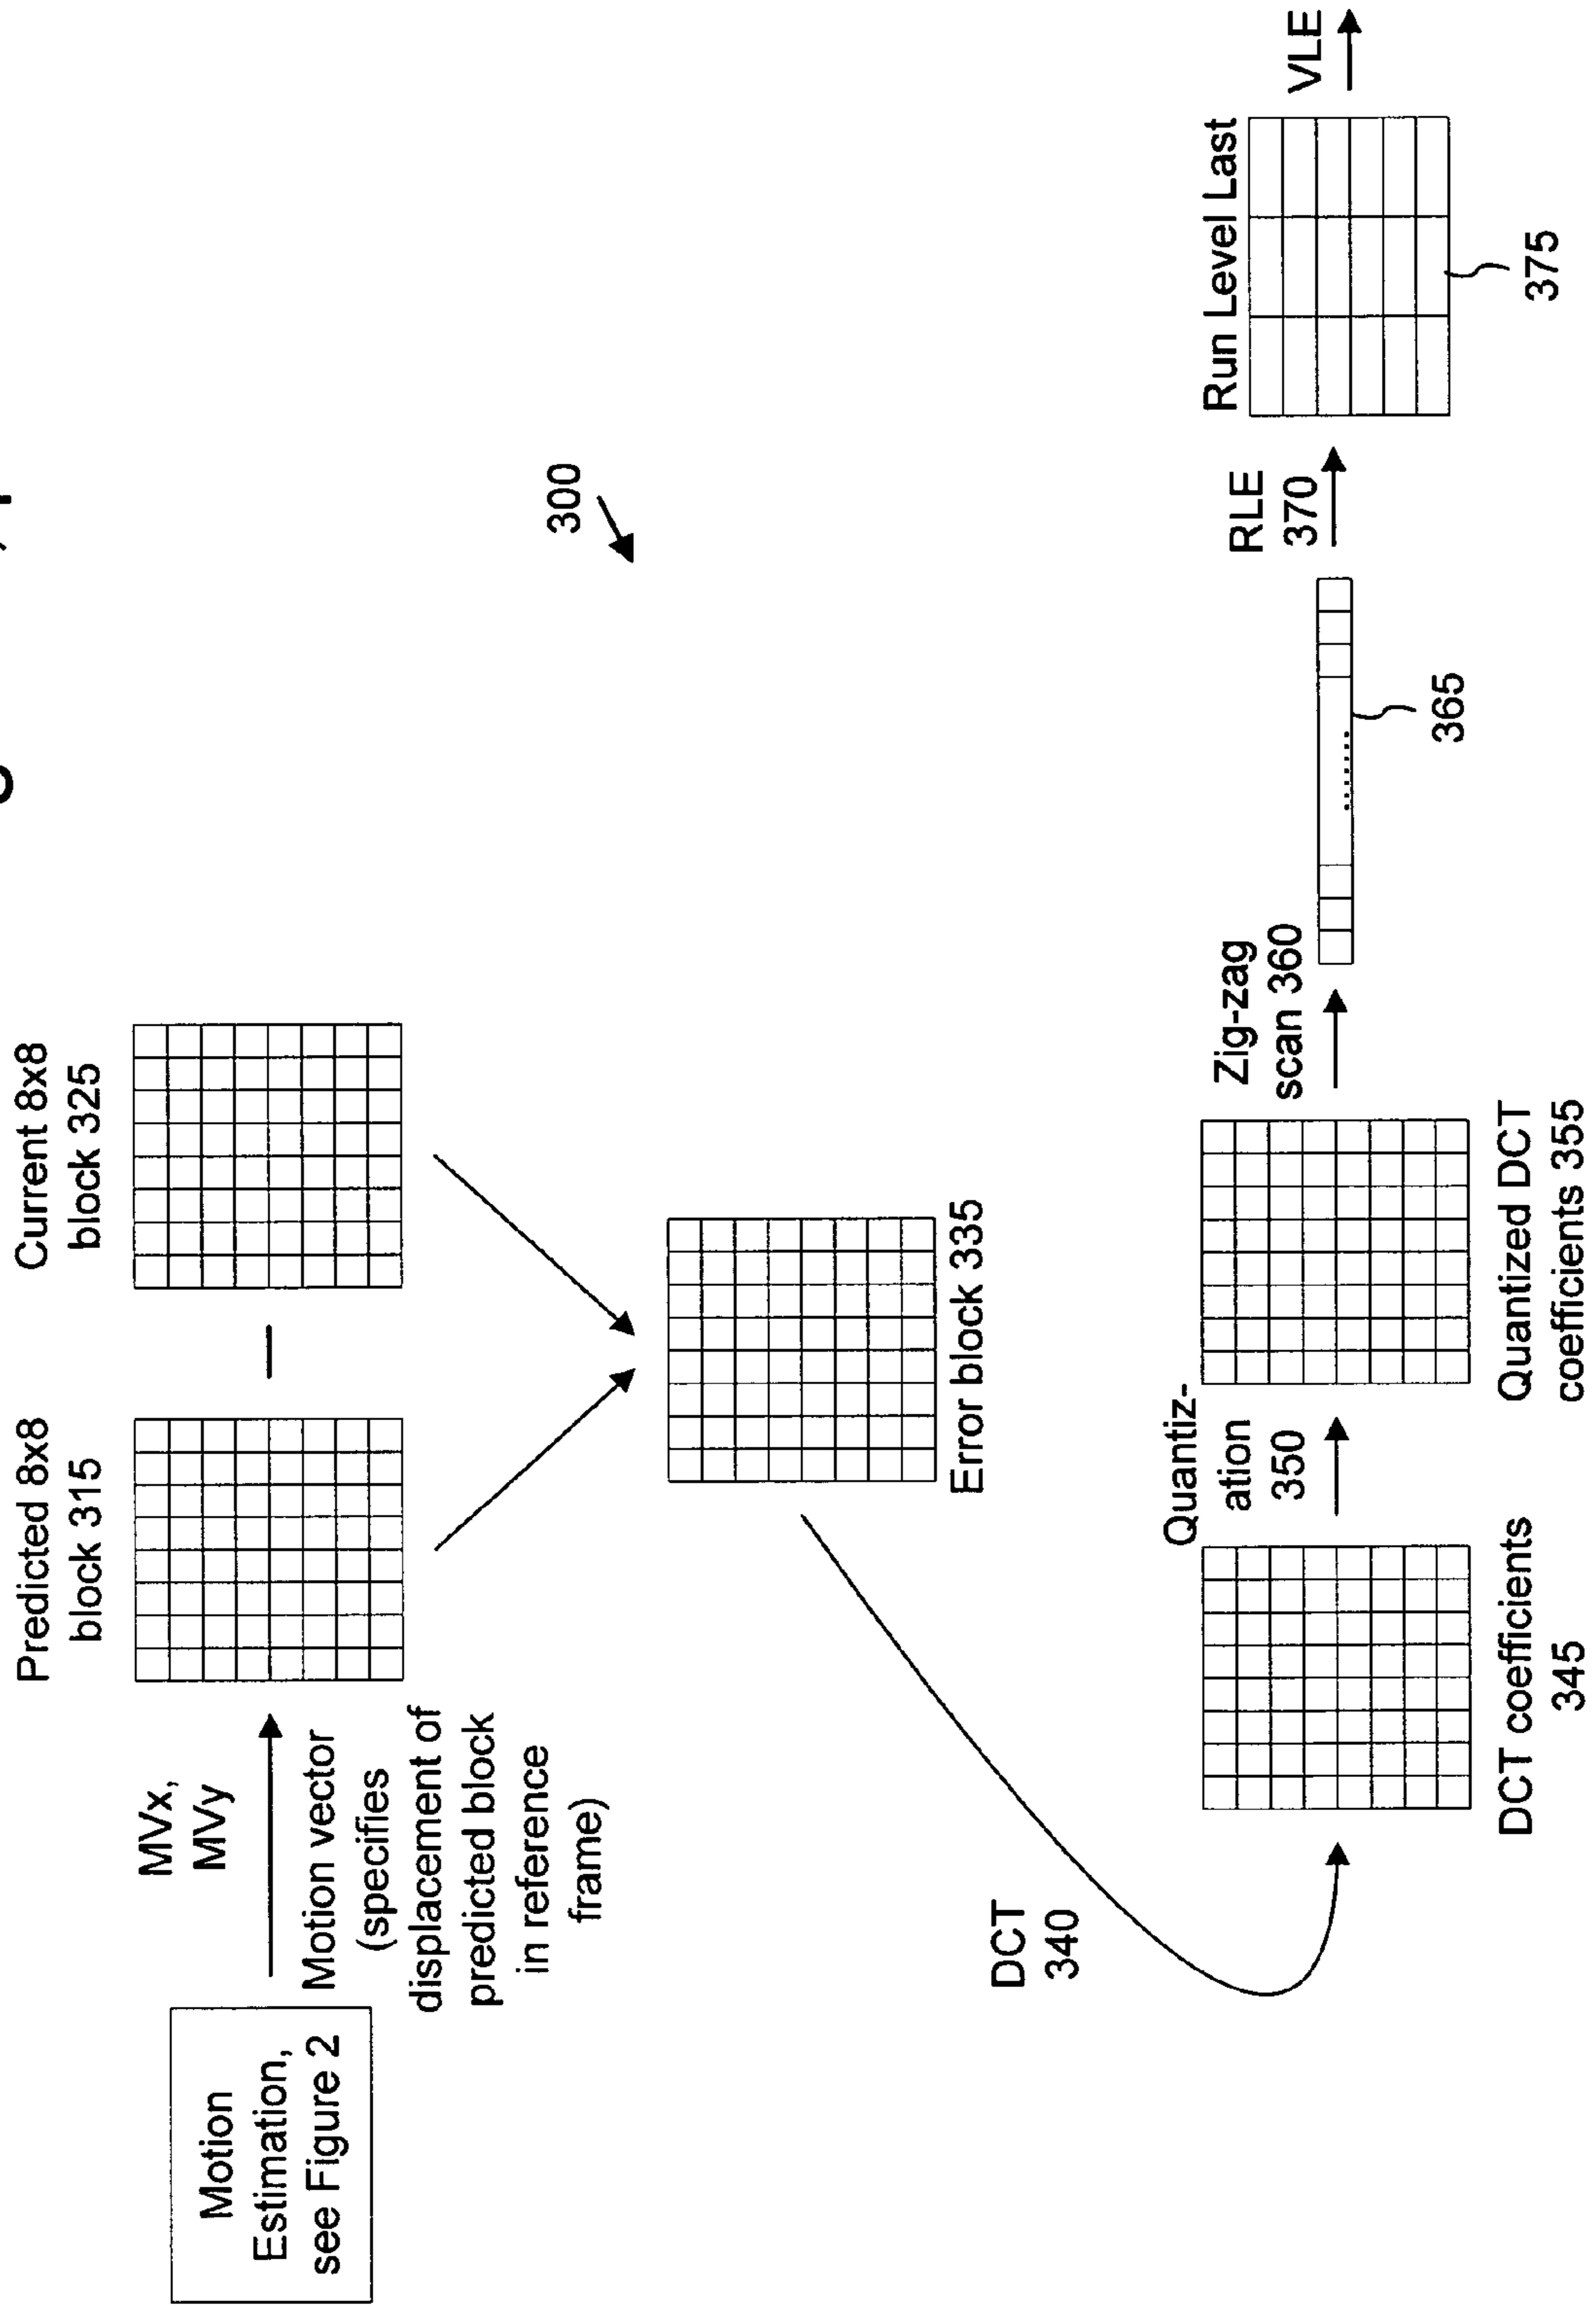 Motion
Estimation,
see Figure 2
MVx,
MVy
Motion vector
(specifies
displacement of
predicted block
in reference
frame)
Predicted 8x8
block 315
Current 8x8
block 325
300
Error block 335
DCT
340
DCT coefficients
345
Quantiz-
ation
350
Quantized DCT
coefficients 355
Zig-zag
scan 360
365
RLE
370
Run Level Last
375
VLE